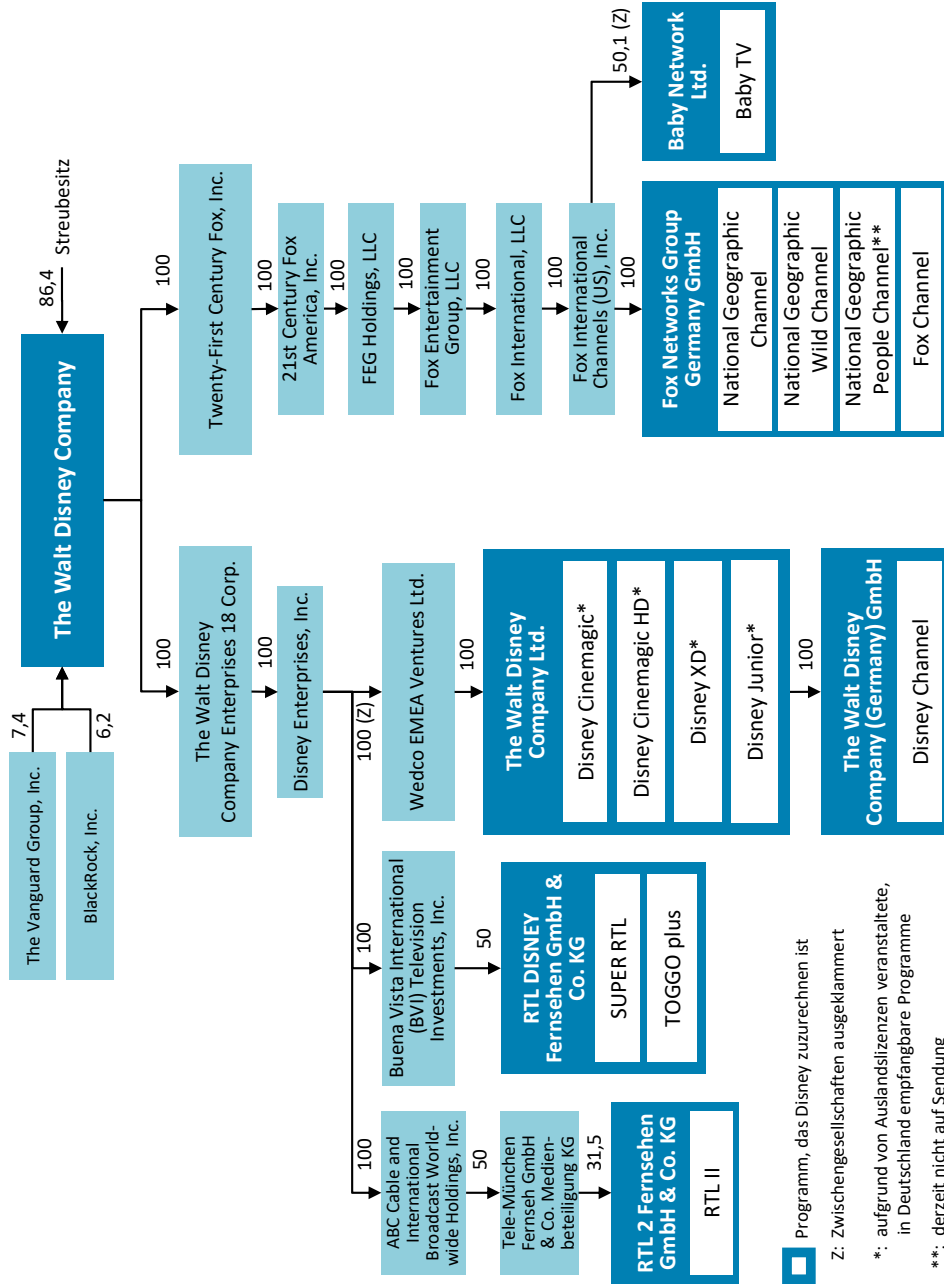 The Vanguard Group, Inc.
7,4
BlackRock, Inc.
6,2
The Walt Disney Company
86,4
Streubesitz
100
100
The Walt Disney
Company Enterprises 18 Corp.
100
Disney Enterprises, Inc.
100
100
100 (Z)
ABC Cable and
International
Broadcast World-
wide Holdings, Inc.
50
Tele-München
Fernseh GmbH
& Co. Medien-
beteiligung KG
31,5
RTL 2 Fernsehen
GmbH & Co. KG
RTL II
Buena Vista International
(BVI) Television
Investments, Inc.
50
RTL DISNEY
Fernsehen GmbH &
Co. KG
SUPER RTL
TOGGO plus
Wedco EMEA Ventures Ltd.
100
The Walt Disney
Company Ltd.
Disney Cinemagic*
Disney Cinemagic HD*
Disney XD*
Disney Junior*
100
The Walt Disney
Company (Germany) GmbH
Disney Channel
Twenty-First Century Fox, Inc.
100
21st Century Fox
America, Inc.
100
FEG Holdings, LLC
100
Fox Entertainment
Group, LLC
100
Fox International, LLC
100
Fox International
Channels (US), Inc.
100
50,1 (Z)
Fox Networks Group
Germany GmbH
National Geographic
Channel
National Geographic
Wild Channel
National Geographic
People Channel**
Fox Channel
Baby Network
Ltd.
Baby TV
Programm, das Disney zuzurechnen ist
Z: Zwischengesellschaften ausgeklammert
*: aufgrund von Auslandslizenzen veranstaltete,
in Deutschland empfangbare Programme
**: derzeit nicht auf Sendung